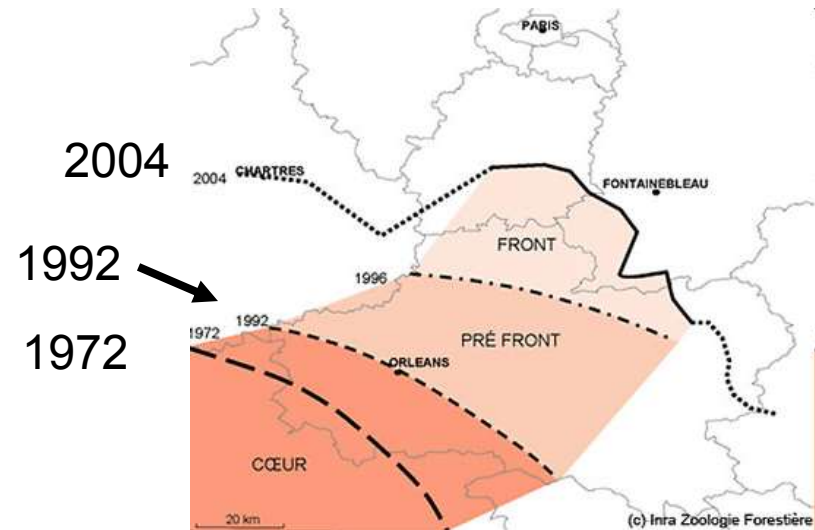 PARIS
2004
2004 CHARTRES
FONTAINEBLEAU
FRONT
1992
1996
1992
1972
1972
PRÉ FRONT
ORLEANS
CŒUR
20 km
(c) Inra Zoologie Forestière